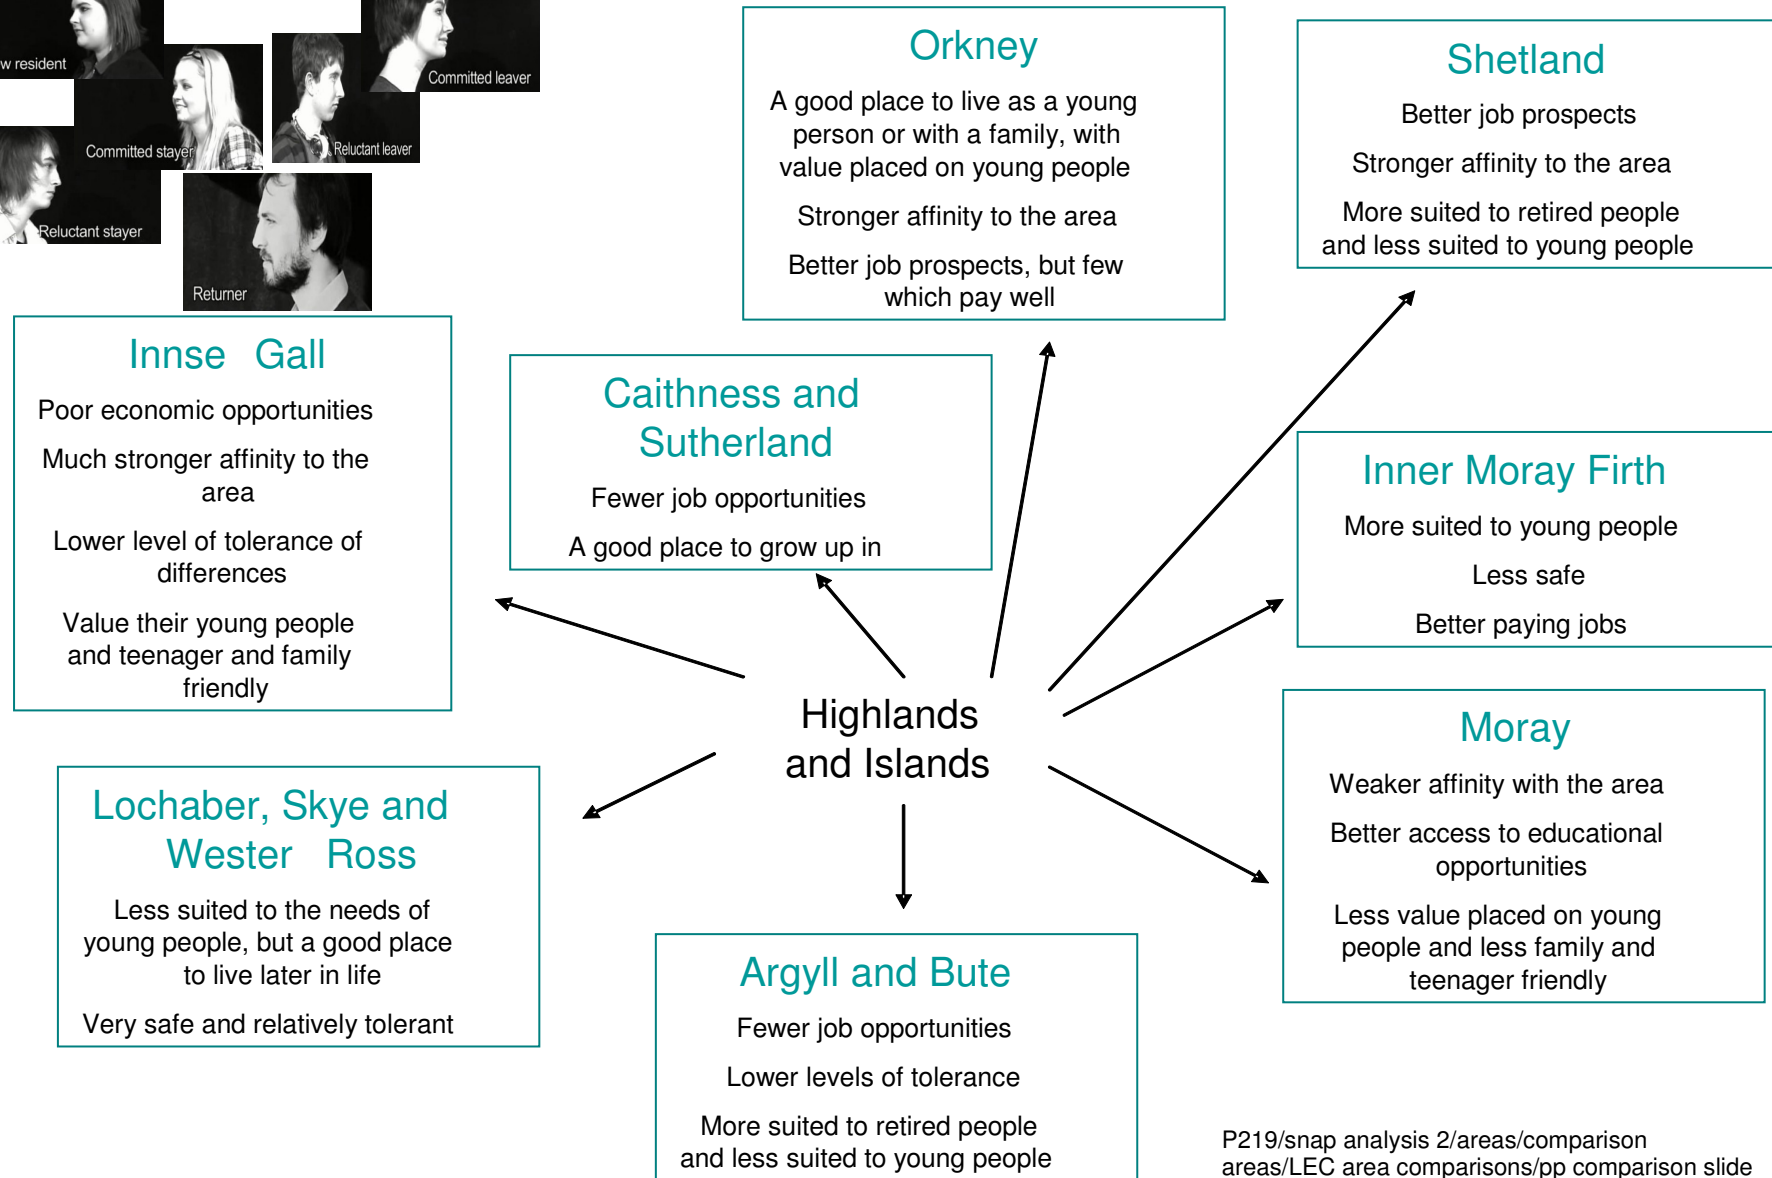 w resident
Committed leaver
Committed stayer
Reluctant leaver
Reluctant stayer
Returner
Orkney
A good place to live as a young
person or with a family, with
value placed on young people
Stronger affinity to the area
Better job prospects, but few
which pay well
Shetland
Better job prospects
Stronger affinity to the area
More suited to retired people
and less suited to young people
Innse Gall
Poor economic opportunities
Much stronger affinity to the
area
Lower level of tolerance of
differences
Value their young people
and teenager and family
friendly
Caithness and
Sutherland
Fewer job opportunities
A good place to grow up in
Inner Moray Firth
More suited to young people
Less safe
Better paying jobs
Highlands
and Islands
Moray
Weaker affinity with the area
Better access to educational
opportunities
Less value placed on young
people and less family and
teenager friendly
Lochaber, Skye and
Wester Ross
Less suited to the needs of
young people, but a good place
to live later in life
Very safe and relatively tolerant
Argyll and Bute
Fewer job opportunities
Lower levels of tolerance
More suited to retired people
and less suited to young people
P219/snap analysis 2/areas/comparison
areas/LEC area comparisons/pp comparison slide